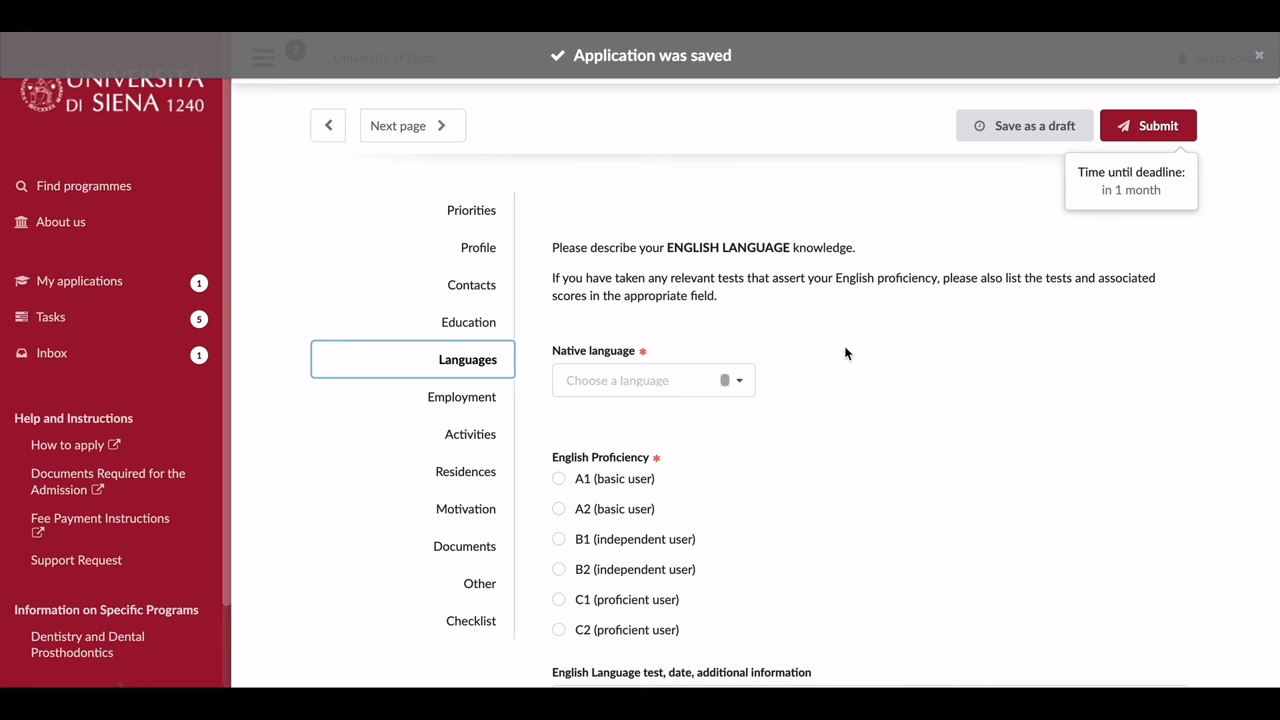 Application was saved
7
University of Siena
UNIVERSITÀ
DI SIENA 1240
Find programmes
About us
My applications 1
Tasks 5
Inbox 1
Help and Instructions
How to apply
Documents Required for the
Admission
Fee Payment Instructions
Support Request
Information on Specific Programs
Dentistry and Dental
Prosthodontics
Next page
Save as a draft
Submit
Time until deadline:
in 1 month
Priorities
Profile
Contacts
Education
Languages
Employment
Activities
Residences
Motivation
Documents
Other
Checklist
Please describe your ENGLISH LANGUAGE knowledge.
If you have taken any relevant tests that assert your English proficiency, please also list the tests and associated
scores in the appropriate field.
Native language *
Choose a language
English Proficiency *
A1 (basic user)
A2 (basic user)
B1 (independent user)
B2 (independent user)
C1 (proficient user)
C2 (proficient user)
English Language test, date, additional information